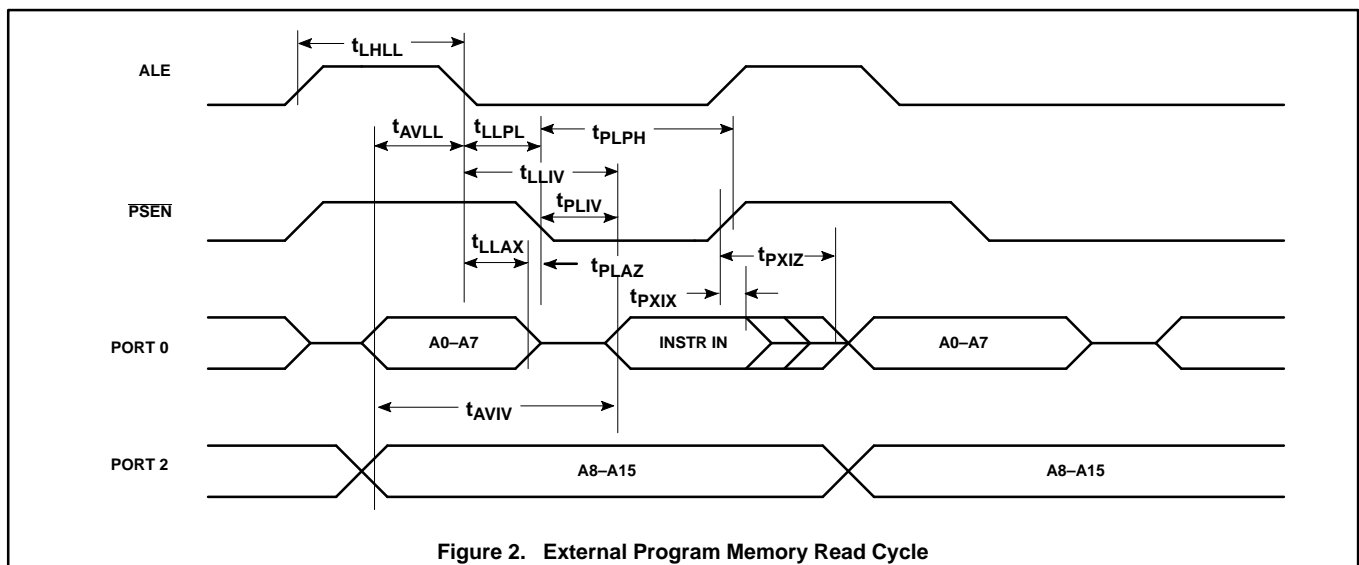 tLHLL
ALE
tAVLL tLLPL tPLPH
tLLIV
PSEN
tPLIV
tLLAX
tPLAZ
tPXIZ
tPXIX
PORT 0
A0–A7 INSTR IN A0–A7
tAVIV
PORT 2
A8–A15 A8–A15
Figure 2. External Program Memory Read Cycle